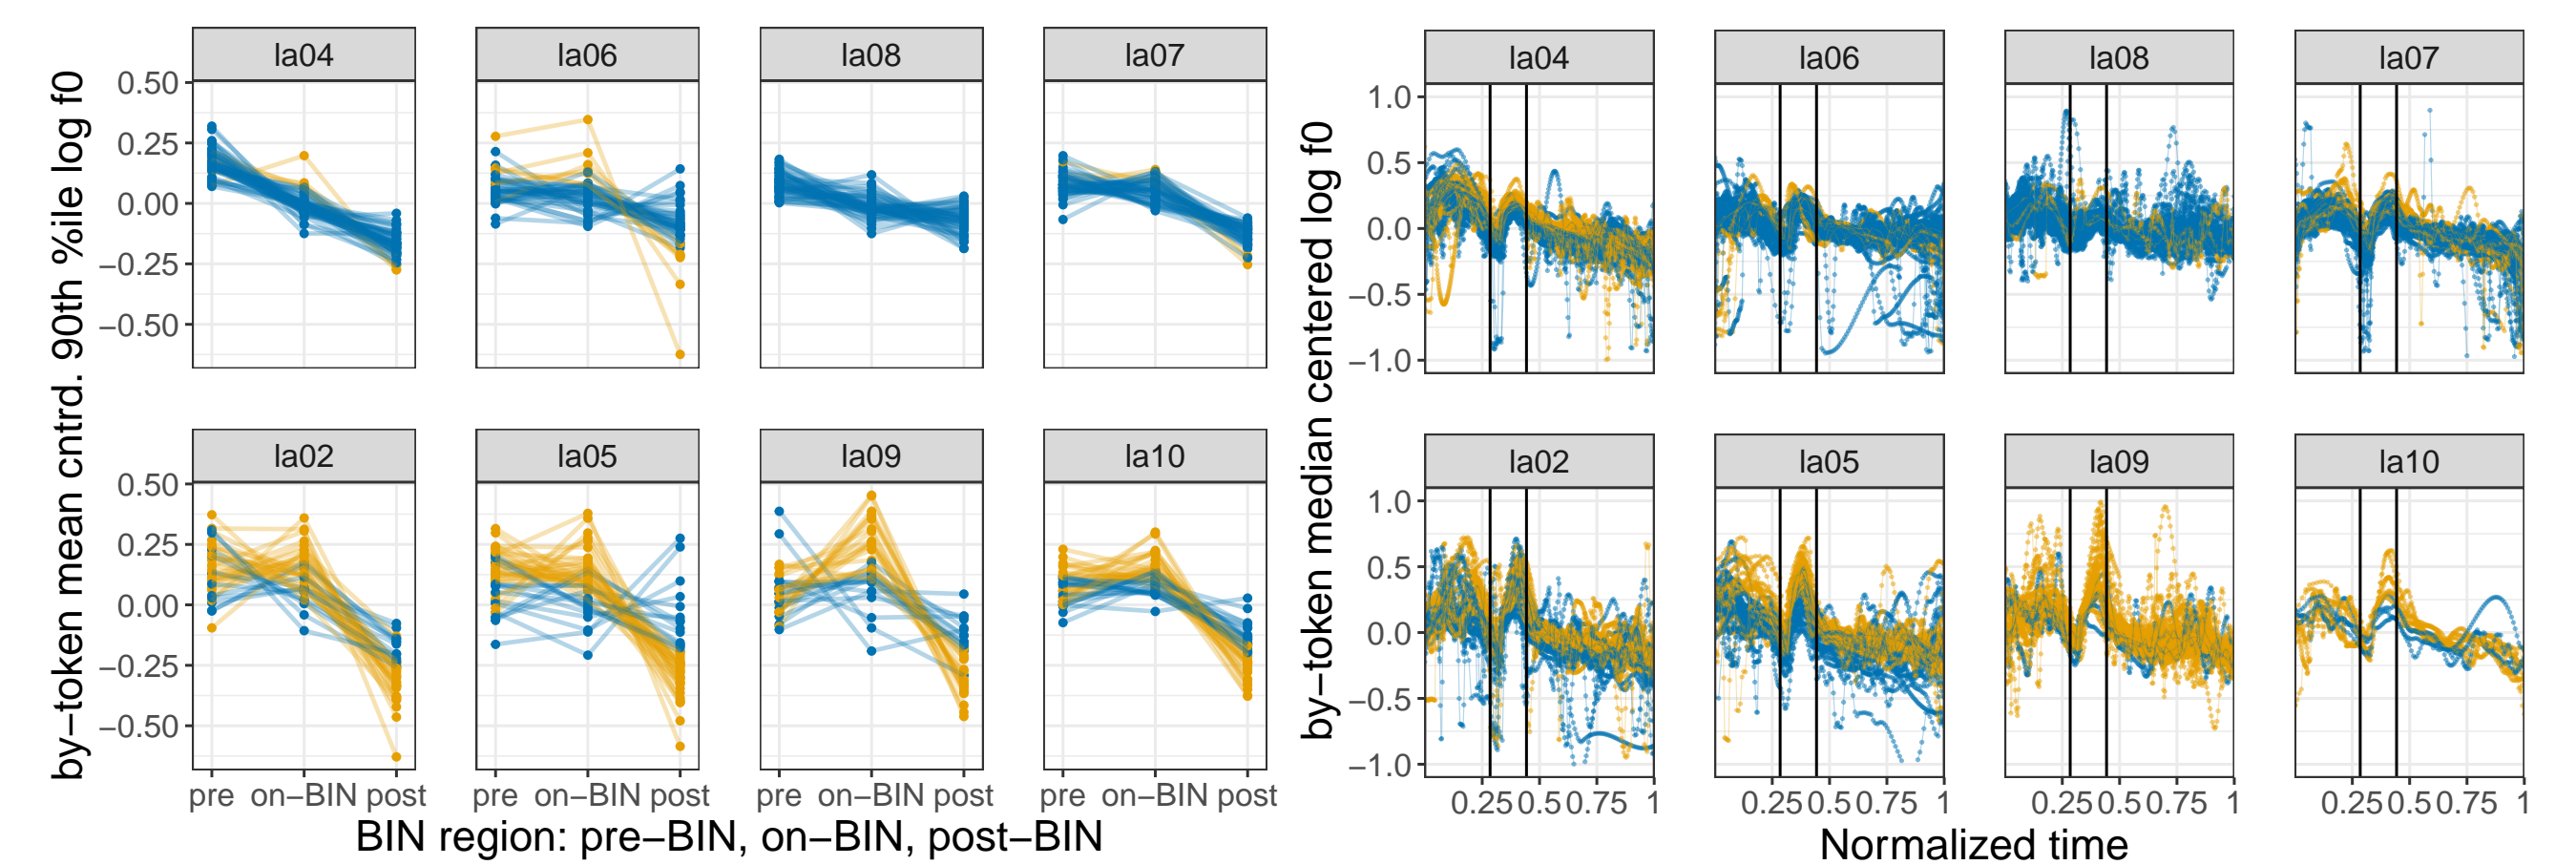 by−token mean cntrd. 90th %ile log f0
la04 la06 la08 la07
0.50
0.25
0.00
−0.25
−0.50
la02 la05 la09 la10
0.50
0.25
0.00
−0.25
−0.50
pre on−BIN post pre on−BIN post pre on−BIN post pre on−BIN post
BIN region: pre−BIN, on−BIN, post−BIN
by−token median centered log f0
la04 la06 la08 la07
1.0
0.5
0.0
−0.5
−1.0
la02 la05 la09 la10
1.0
0.5
0.0
−0.5
−1.0
0.25 0.5 0.75 1 0.25 0.5 0.75 1 0.25 0.5 0.75 1 0.25 0.5 0.75 1
Normalized time